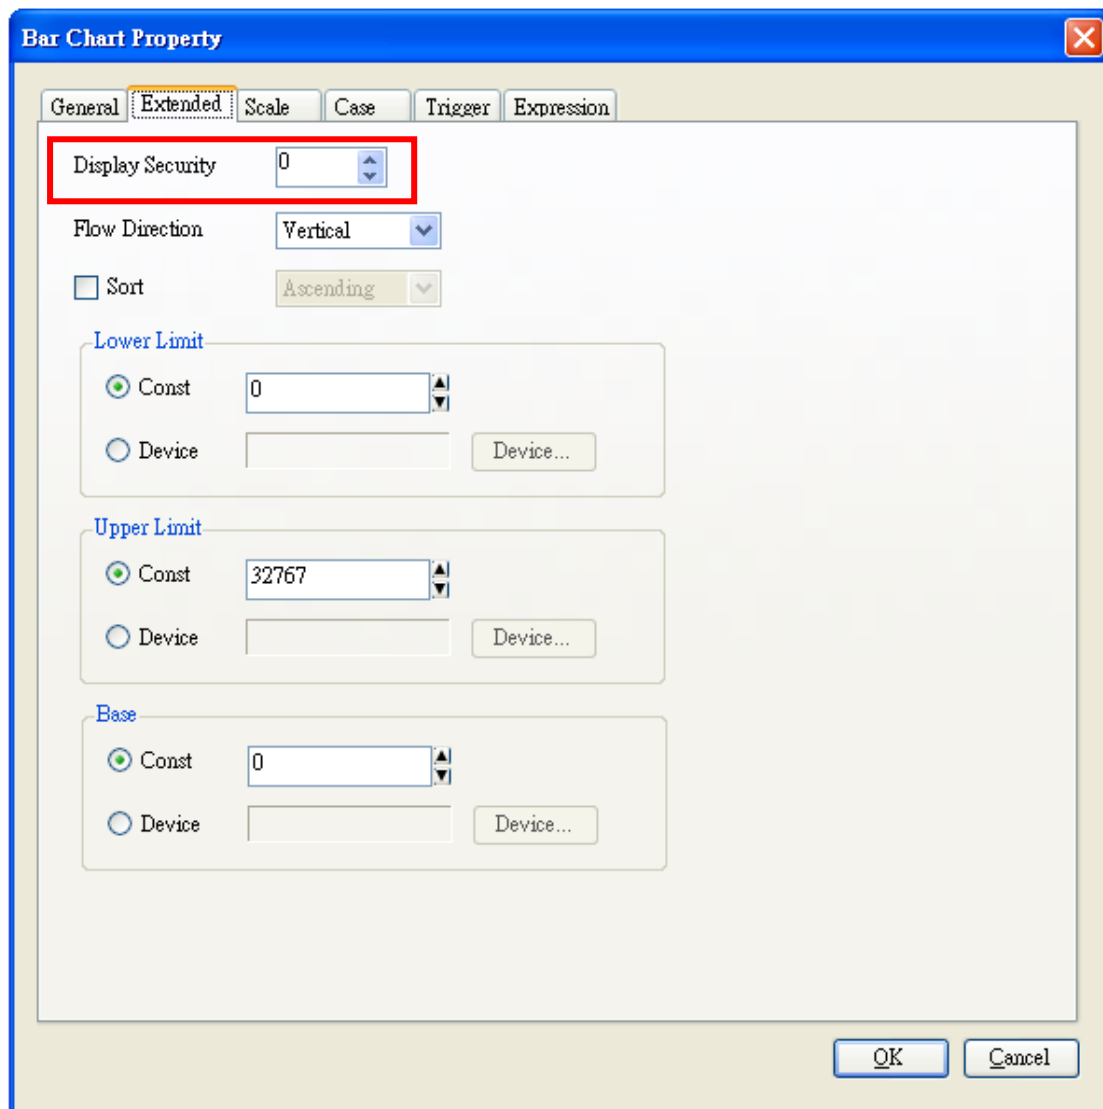 Bar Chart Property
General Extended Scale Case Trigger Expression
Display Security 0
Flow Direction Vertical
Sort Ascending
Lower Limit
Const 0
Device Device...
Upper Limit
Const 32767
Device Device...
Base
Const 0
Device Device...
OK Cancel